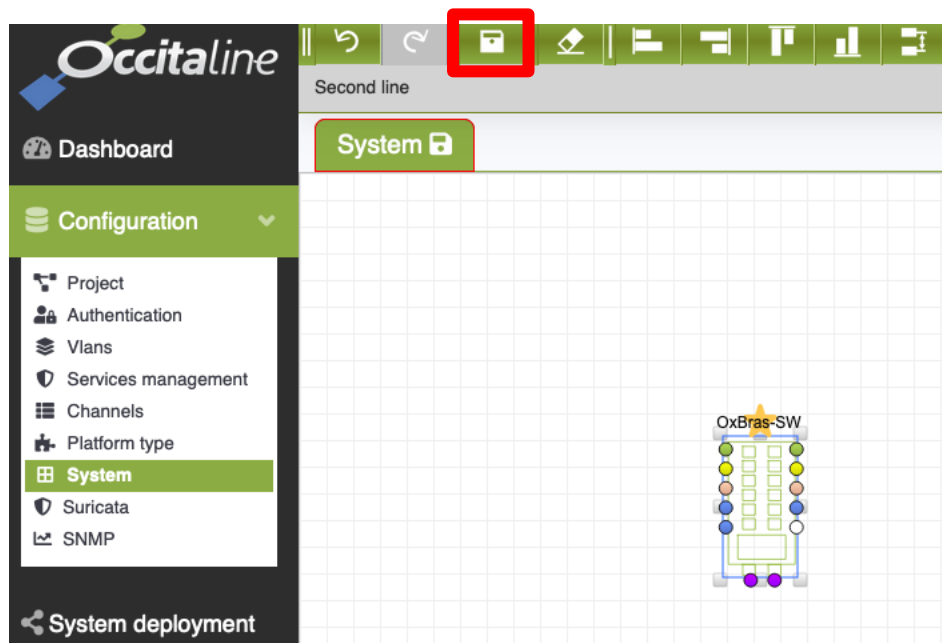 Occitaline
Second line
System
Dashboard
Configuration
Project
Authentication
Vlans
Services management
Channels
Platform type
System
Suricata
SNMP
System deployment
OxBras-SW